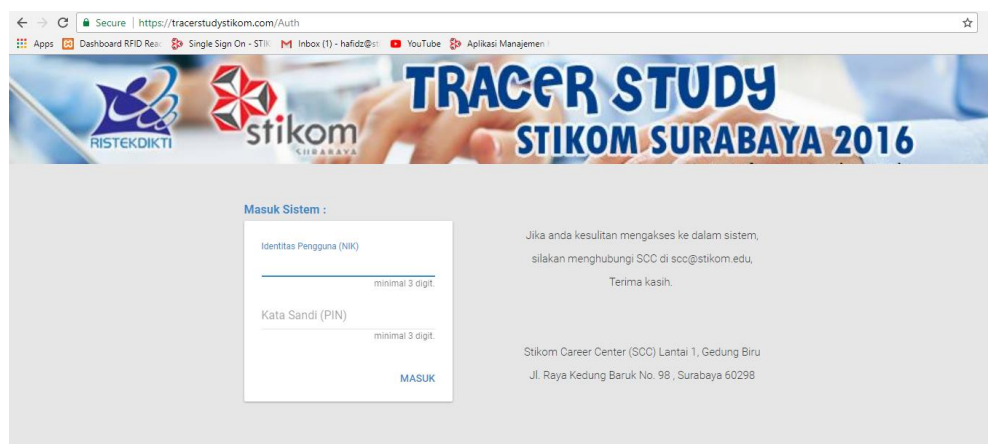 Secure | https://tracerstudystikom.com/Auth
Apps Dashboard RFID Rea Single Sign On - STIK Inbox (1) - hafidz@st YouTube Aplikasi Manajemen
TRACER STUDY
STIKOM SURABAYA 2016
RISTEKDIKTI
stikom
SURABAYA
Masuk Sistem :
Identitas Pengguna (NIK)
minimal 3 digit.
Kata Sandi (PIN)
minimal 3 digit.
MASUK
Jika anda kesulitan mengakses ke dalam sistem,
silakan menghubungi SCC di scc@stikom.edu,
Terima kasih.
Stikom Career Center (SCC) Lantai 1, Gedung Biru
Jl. Raya Kedung Baruk No. 98 , Surabaya 60298